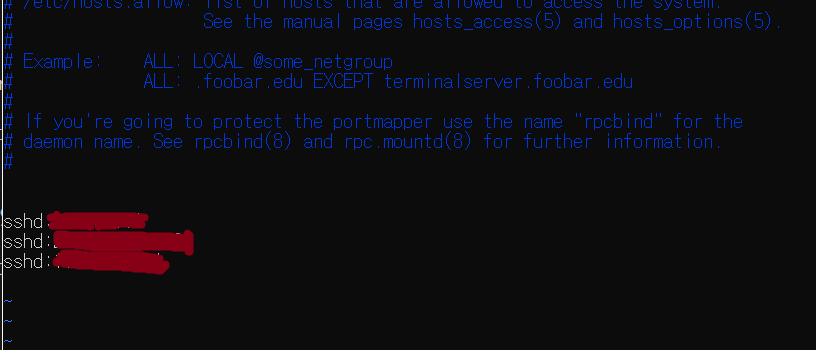 # /etc/hosts.allow: list of hosts that are allowed to access the system.
#                   See the manual pages hosts_access(5) and hosts_options(5).
#
# Example:    ALL: LOCAL @some_netgroup
#             ALL: .foobar.edu EXCEPT terminalserver.foobar.edu
#
# If you're going to protect the portmapper use the name "rpcbind" for the
# daemon name. See rpcbind(8) and rpc.mountd(8) for further information.
#
sshd:
sshd:
sshd:
~
~
~